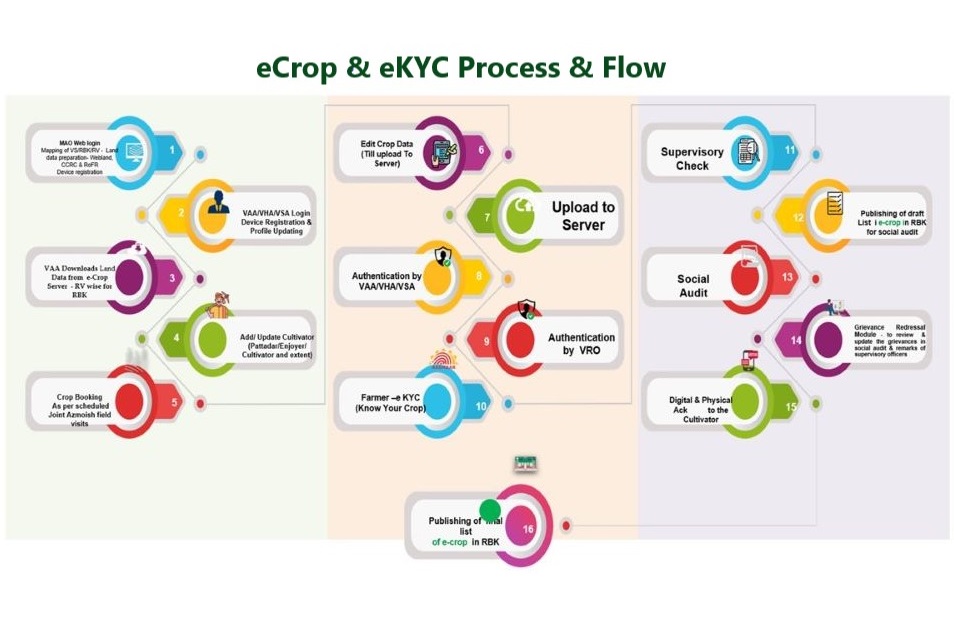 eCrop & eKYC Process & Flow
MAO Web login
Mapping of VS/RBK/RV - Land
data preparation- Webland,
CCRC & RoFR
Device registration
1
2
VAA/VHA/VSA Login
Device Registration &
Profile Updating
VAA Downloads Land
Data from e-Crop
Server - RV wise for
RBK
3
4
Add/ Update Cultivator
(Pattadar/Enjoyer/
Cultivator and extent)
Crop Booking
As per scheduled
Joint Azmoish field
visits
5
Edit Crop Data
(Till upload To
Server)
6
7
Upload to
Server
Authentication by
VAA/VHA/VSA
8
9
Authentication
by VRO
AADHAAR
Farmer –e KYC
(Know Your Crop)
10
Supervisory
Check
11
12
Publishing of draft
List i e-crop in RBK
for social audit
Social
Audit
13
14
Grievance Redressal
Module - to review &
update the grievances in
social audit & remarks of
supervisory officers
Digital & Physical
Ack to the
Cultivator
15
Publishing of final
list
of e-crop in RBK
16